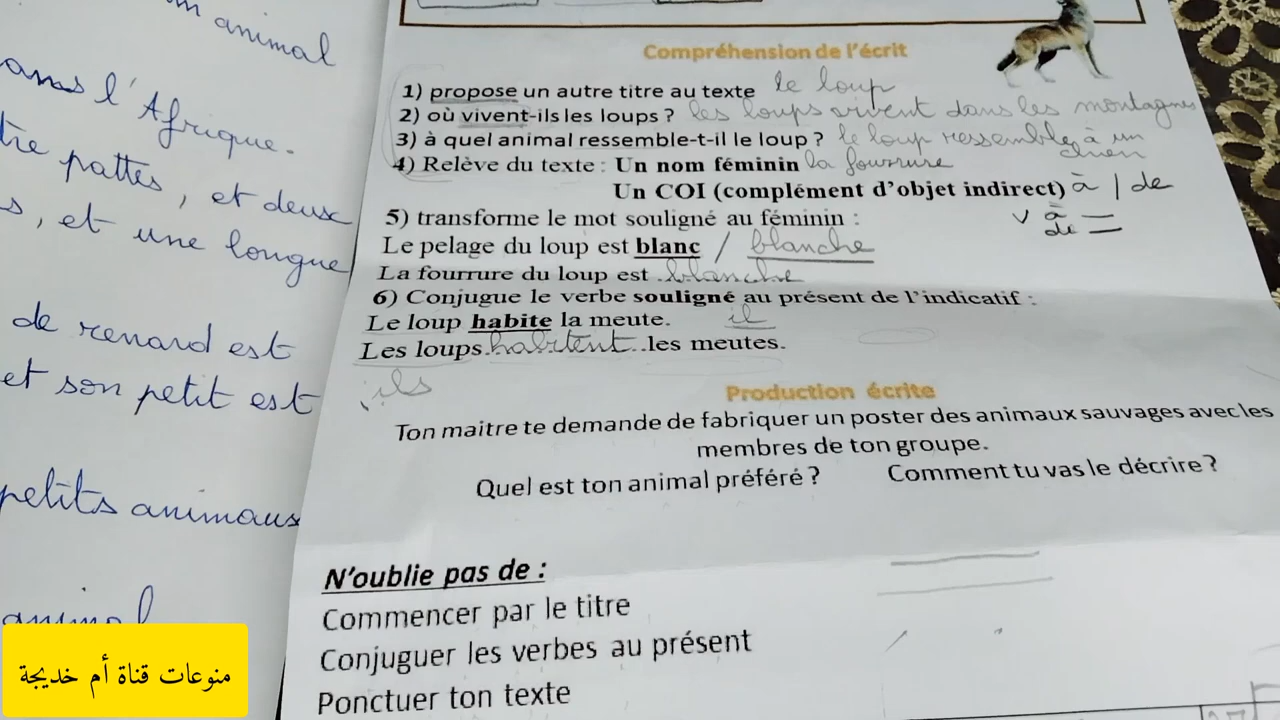 un animal
ans l'Afrique.
tre pattes, et deux
s, et une longue
de renard est
et son petit est
petits animaux
animal
Compréhension de l'écrit
1) propose un autre titre au texte le loup
2) où vivent-ils les loups ? les loups vivent dans les montagnes
3) à quel animal ressemble-t-il le loup ? le loup ressemble à un
chien
4) Relève du texte : Un nom féminin la fourrure
Un COI (complément d'objet indirect) à / de
5) transforme le mot souligné au féminin : v à
de
Le pelage du loup est blanc / blanche
La fourrure du loup est ..blanche
6) Conjugue le verbe souligné au présent de l'indicatif :
Le loup habite la meute. il
Les loups.habitent..les meutes.
ils
Production écrite
Ton maitre te demande de fabriquer un poster des animaux sauvages avec les
membres de ton groupe.
Quel est ton animal préféré ? Comment tu vas le décrire ?
N'oublie pas de :
Commencer par le titre
Conjuguer les verbes au présent
Ponctuer ton texte
منوعات قناة أم خديجة